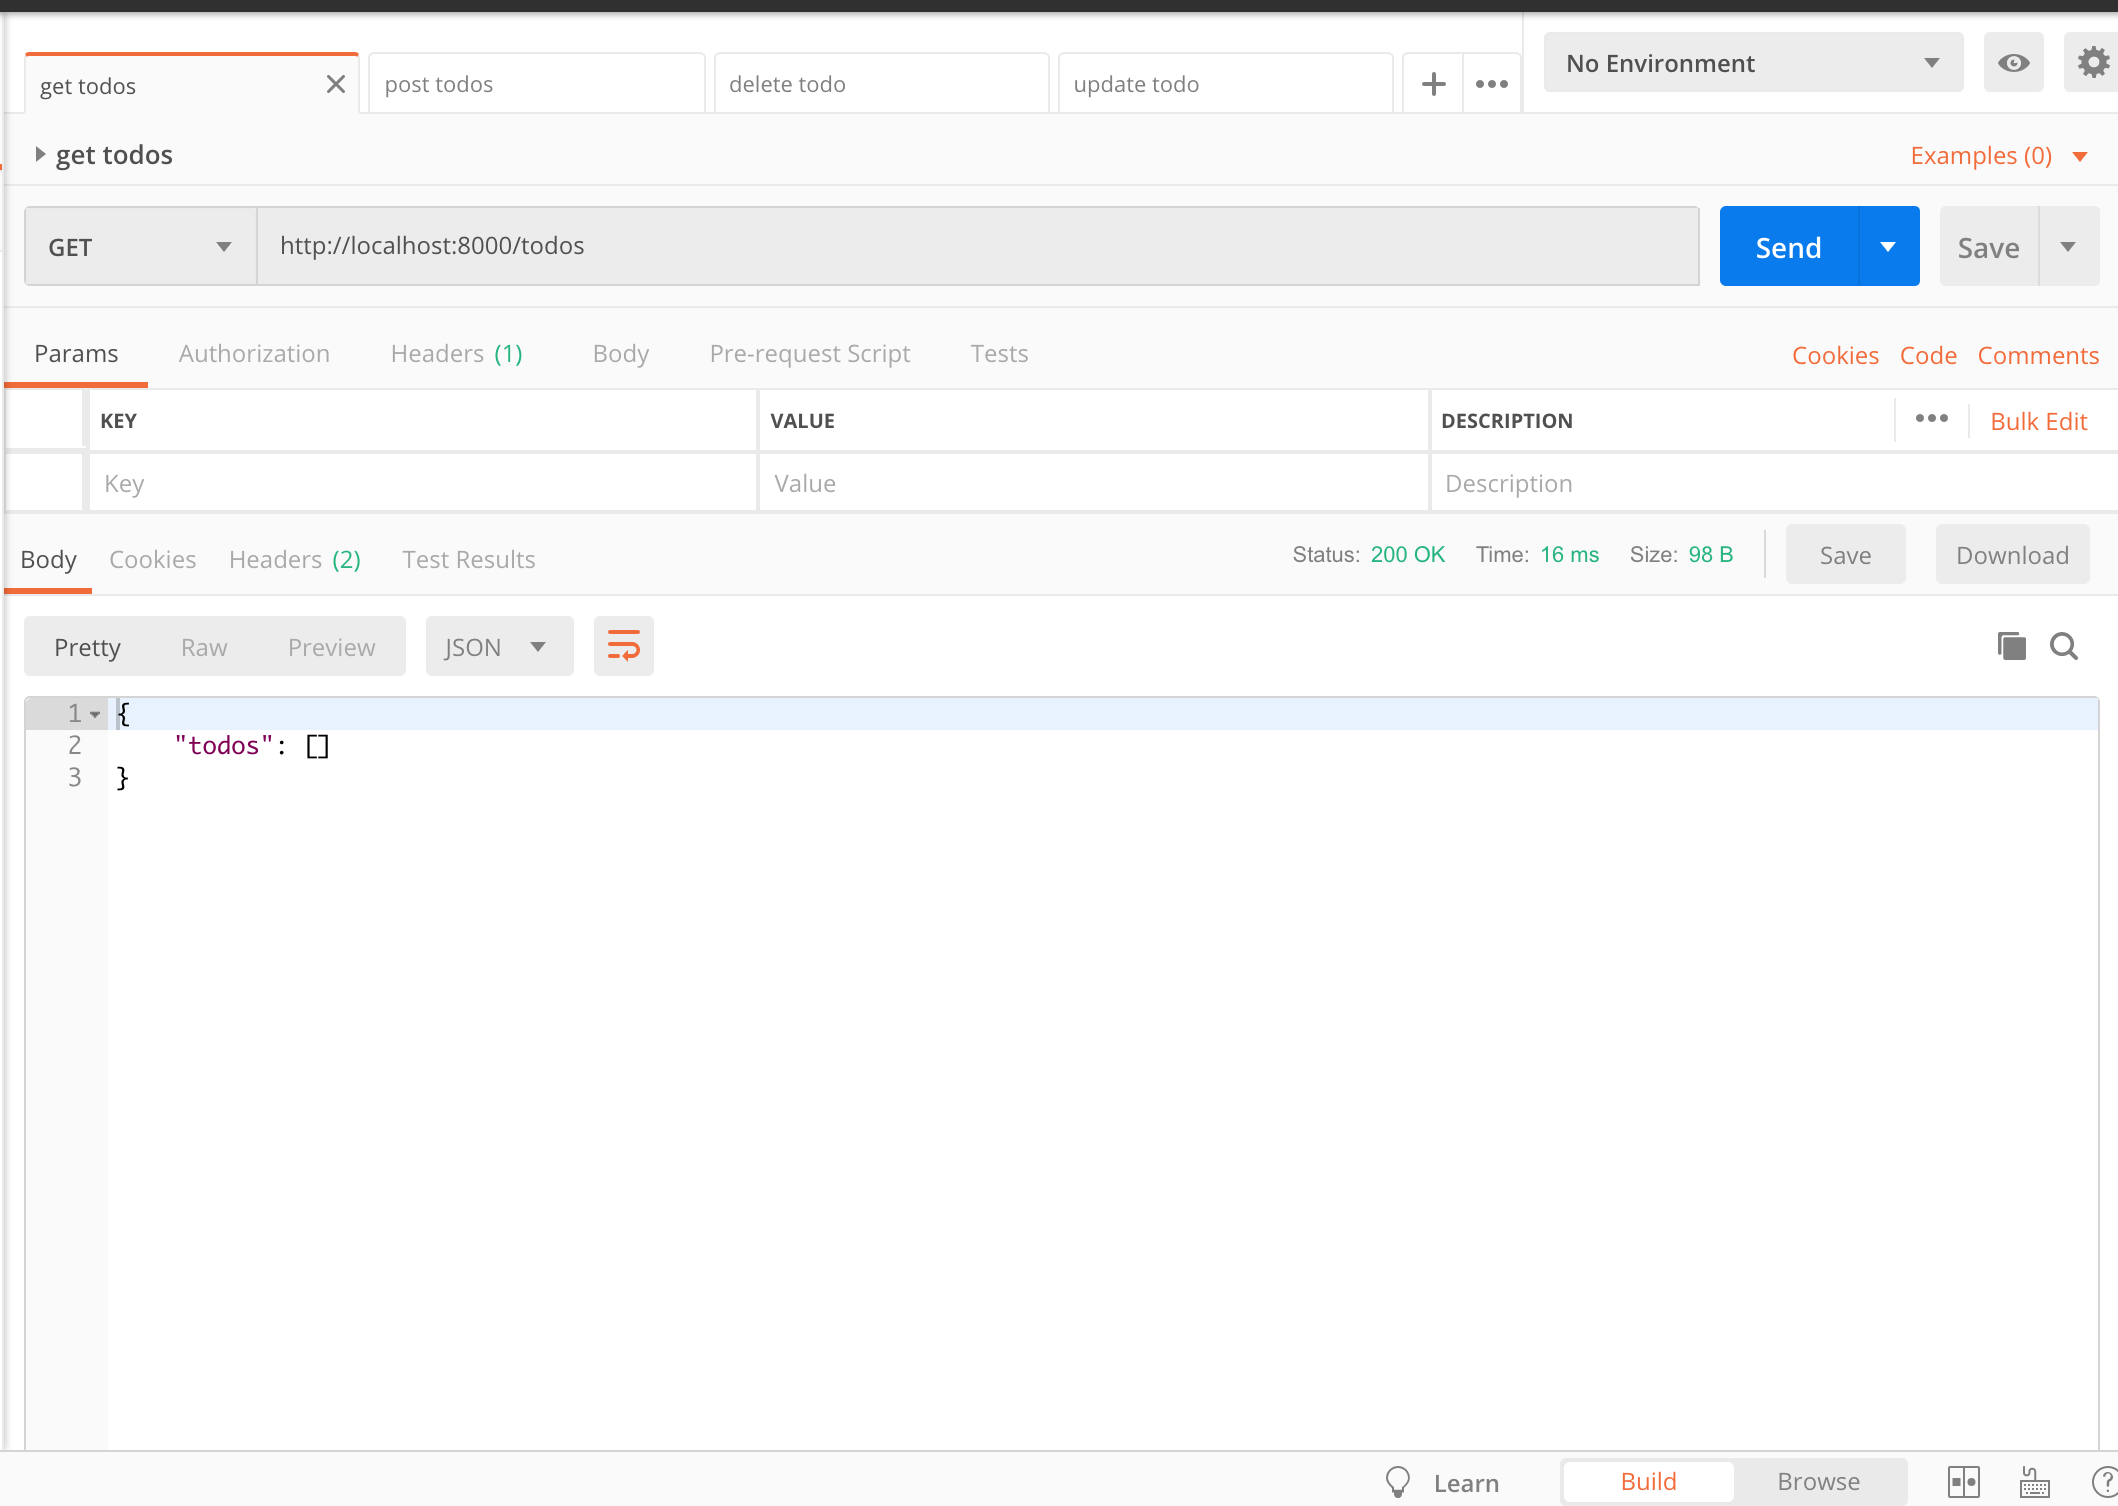 get todos
post todos
delete todo
update todo
No Environment
get todos
Examples (0)
GET
http://localhost:8000/todos
Send
Save
Params
Authorization
Headers (1)
Body
Pre-request Script
Tests
Cookies
Code
Comments
KEY
VALUE
DESCRIPTION
Bulk Edit
Key
Value
Description
Body
Cookies
Headers (2)
Test Results
Status: 200 OK
Time: 16 ms
Size: 98 B
Save
Download
Pretty
Raw
Preview
JSON
1 {
2 "todos": []
3 }
Learn
Build
Browse